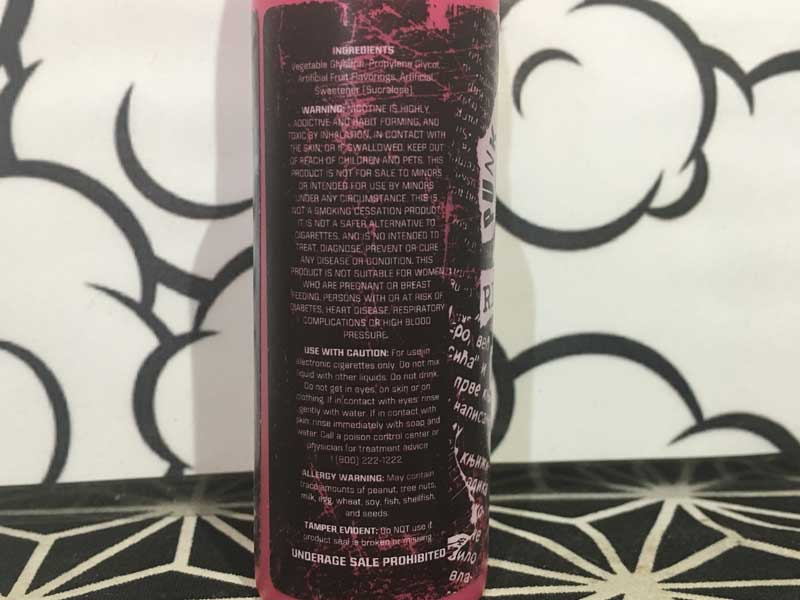 INGREDIENTS
Vegetable Glycerin, Propylene Glycol,
Artificial Fruit Flavorings, Artificial
Sweetener (Sucralose)
WARNING: NICOTINE IS HIGHLY
ADDICTIVE AND HABIT FORMING, AND
TOXIC BY INHALATION, IN CONTACT WITH
THE SKIN, OR IF SWALLOWED. KEEP OUT
OF REACH OF CHILDREN AND PETS. THIS
PRODUCT IS NOT FOR SALE TO MINORS
OR INTENDED FOR USE BY MINORS
UNDER ANY CIRCUMSTANCE. THIS IS
NOT A SMOKING CESSATION PRODUCT.
IT IS NOT A SAFER ALTERNATIVE TO
CIGARETTES, AND IS NO INTENDED TO
TREAT, DIAGNOSE, PREVENT OR CURE
ANY DISEASE OR CONDITION. THIS
PRODUCT IS NOT SUITABLE FOR WOMEN
WHO ARE PREGNANT OR BREAST
FEEDING, PERSONS WITH OR AT RISK OF
DIABETES, HEART DISEASE, RESPIRATORY
COMPLICATIONS OR HIGH BLOOD
PRESSURE.
USE WITH CAUTION: For use in
electronic cigarettes only. Do not mix
liquid with other liquids. Do not drink.
Do not get in eyes, on skin or on
clothing. If in contact with eyes rinse
gently with water. If in contact with
skin rinse immediately with soap and
water. Call a poison control center or
physician for treatment advice
1 (800) 222-1222
ALLERGY WARNING: May contain
trace amounts of peanut, tree nuts,
milk, egg, wheat, soy, fish, shellfish,
and seeds.
TAMPER EVIDENT: Do NOT use if
product seal is broken or missing.
UNDERAGE SALE PROHIBITED